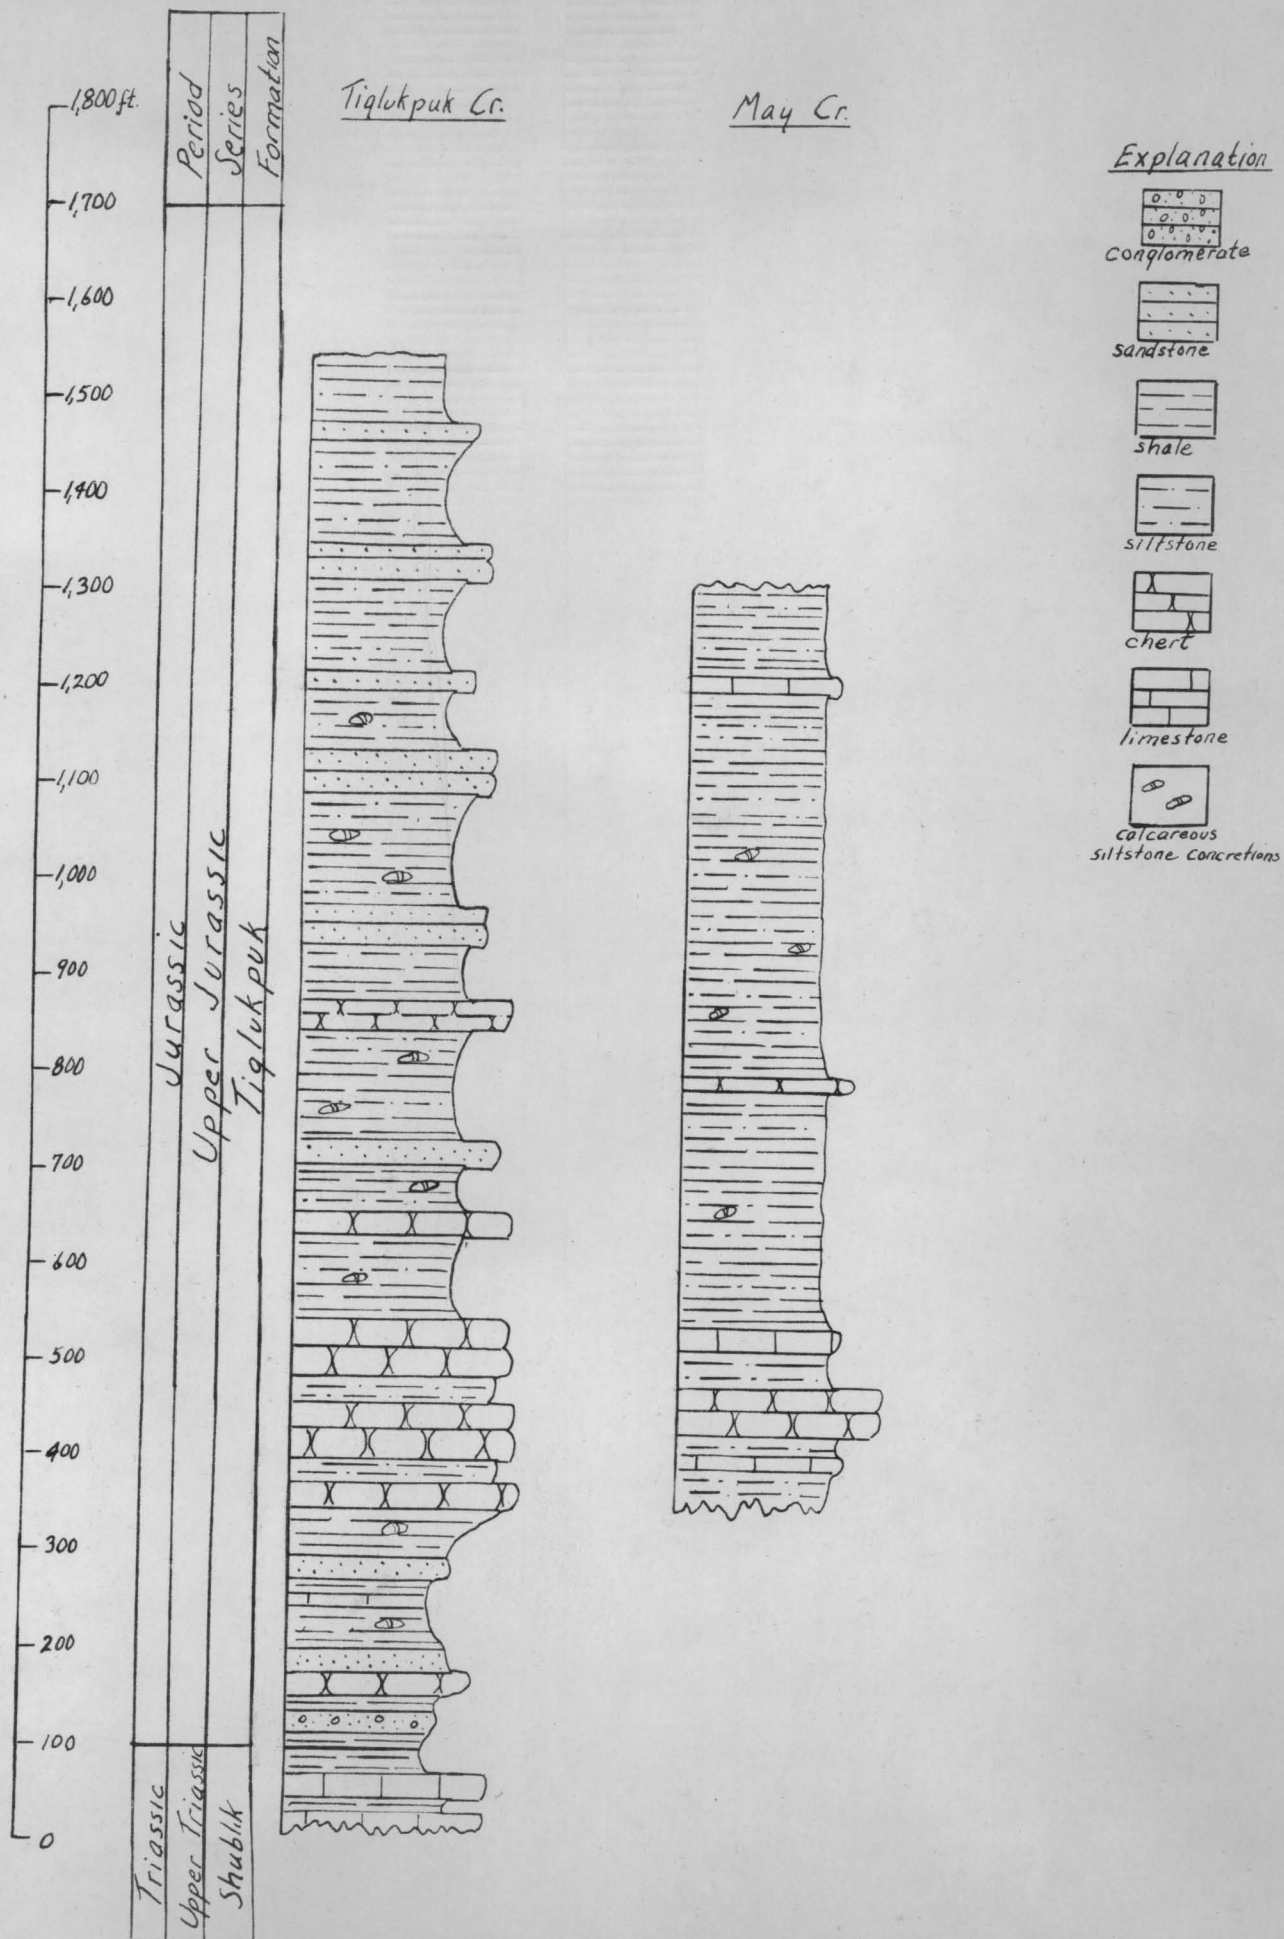 Period
Series
Formation
Tiglukpuk Cr.
May Cr.
1,800 ft.
1,700
1,600
1,500
1,400
1,300
1,200
1,100
1,000
900
800
700
600
500
400
300
200
100
0
Jurassic
Upper Jurassic
Tiglukpuk
Triassic
Upper Triassic
Shublik
Explanation
conglomerate
sandstone
shale
siltstone
chert
limestone
calcareous
siltstone concretions